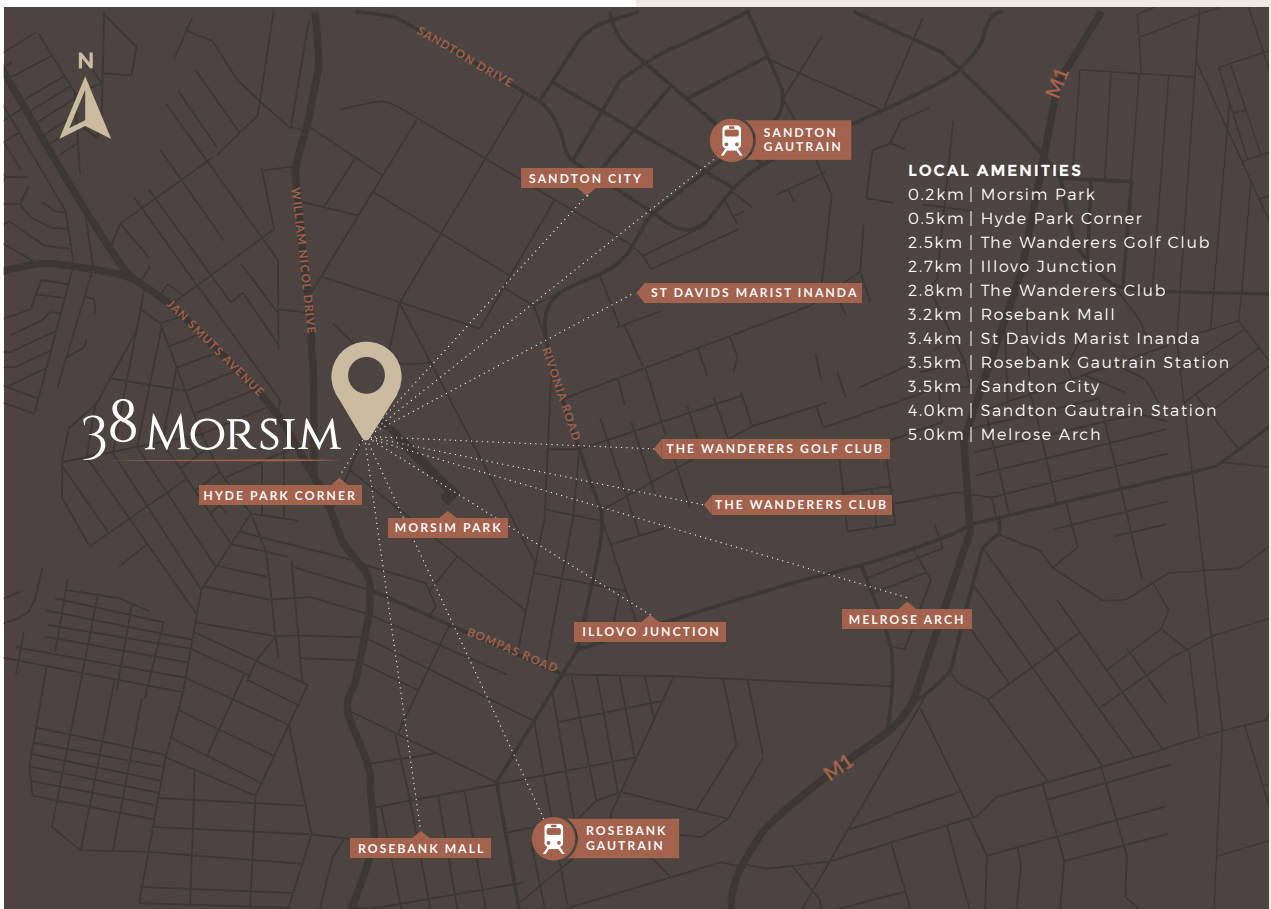 SANDTON DRIVE
N
M1
SANDTON
GAUTRAIN
SANDTON CITY
LOCAL AMENITIES
0.2km | Morsim Park
0.5km | Hyde Park Corner
2.5km | The Wanderers Golf Club
2.7km | Illovo Junction
2.8km | The Wanderers Club
3.2km | Rosebank Mall
3.4km | St Davids Marist Inanda
3.5km | Rosebank Gautrain Station
3.5km | Sandton City
4.0km | Sandton Gautrain Station
5.0km | Melrose Arch
WILLIAM NICOL DRIVE
ST DAVIDS MARIST INANDA
JAN SMUTS AVENUE
RIVONIA ROAD
38 MORSIM
THE WANDERERS GOLF CLUB
HYDE PARK CORNER
THE WANDERERS CLUB
MORSIM PARK
MELROSE ARCH
ILLOVO JUNCTION
BOMPAS ROAD
M1
ROSEBANK
GAUTRAIN
ROSEBANK MALL